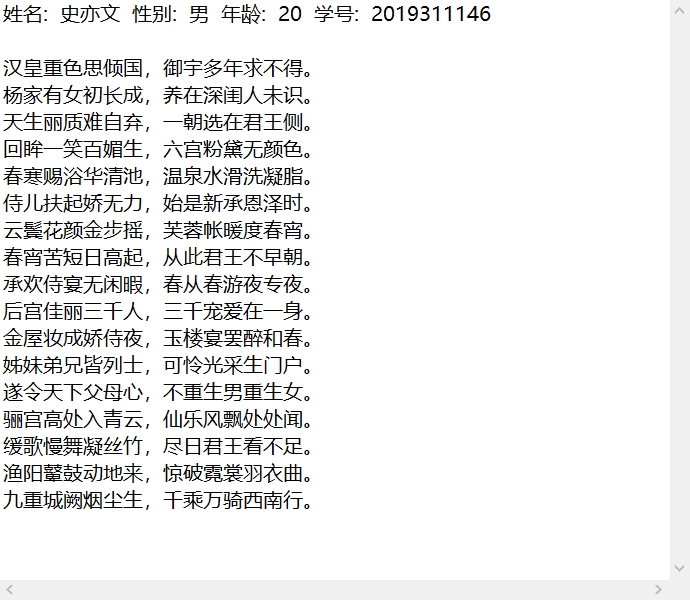 姓名: 史亦文 性别: 男 年龄: 20 学号: 2019311146
汉皇重色思倾国，御宇多年求不得。
杨家有女初长成，养在深闺人未识。
天生丽质难自弃，一朝选在君王侧。
回眸一笑百媚生，六宫粉黛无颜色。
春寒赐浴华清池，温泉水滑洗凝脂。
侍儿扶起娇无力，始是新承恩泽时。
云鬓花颜金步摇，芙蓉帐暖度春宵。
春宵苦短日高起，从此君王不早朝。
承欢侍宴无闲暇，春从春游夜专夜。
后宫佳丽三千人，三千宠爱在一身。
金屋妆成娇侍夜，玉楼宴罢醉和春。
姊妹弟兄皆列士，可怜光采生门户。
遂令天下父母心，不重生男重生女。
骊宫高处入青云，仙乐风飘处处闻。
缓歌慢舞凝丝竹，尽日君王看不足。
渔阳鼙鼓动地来，惊破霓裳羽衣曲。
九重城阙烟尘生，千乘万骑西南行。